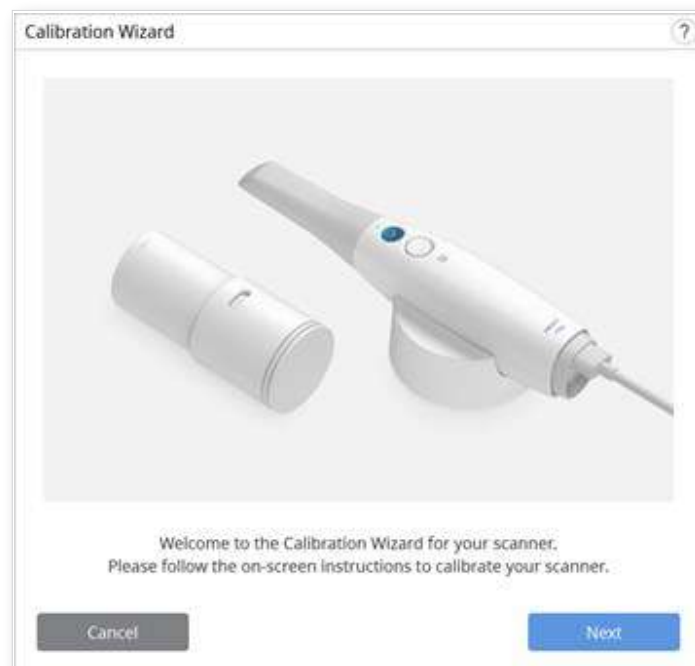 Calibration Wizard
?
Welcome to the Calibration Wizard for your scanner.
Please follow the on-screen instructions to calibrate your scanner.
Cancel
Next